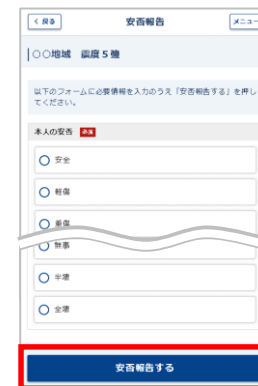 < 戻る
安否報告
メニュー
○○地域 震度5強
以下のフォームに必要情報を入力のうえ「安否報告する」を押し
てください。
本人の安否 必須
安全
軽傷
重傷
無事
半壊
全壊
安否報告する